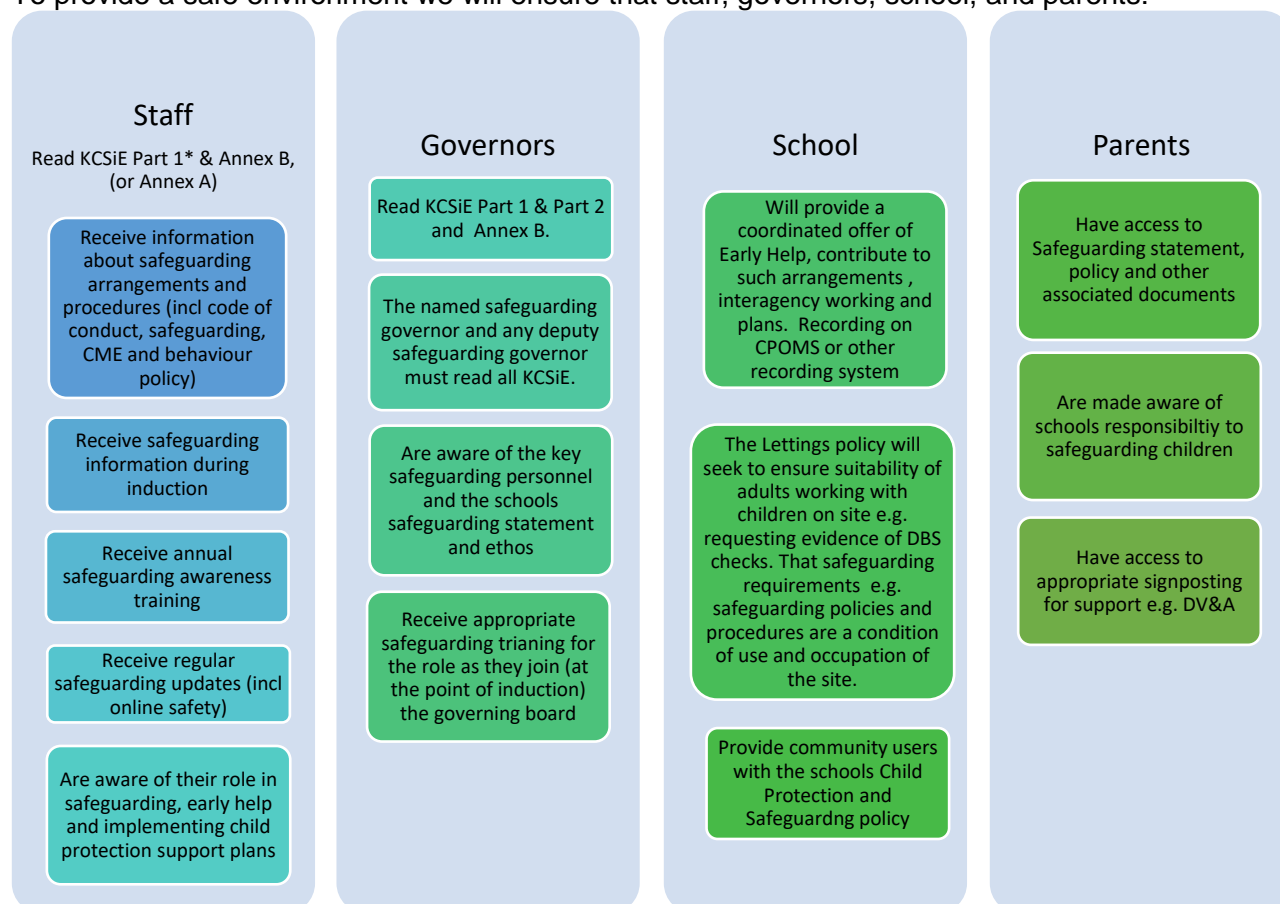 To provide a safe environment we will ensure that staff, governors, school, and parents:
Staff
Read KCSiE Part 1* & Annex B,
(or Annex A)
Receive information
about safeguarding
arrangements and
procedures (incl code of
conduct, safeguarding,
CME and behaviour
policy)
Receive safeguarding
information during
induction
Receive annual
safeguarding awareness
training
Receive regular
safeguarding updates (incl
online safety)
Are aware of their role in
safeguarding, early help
and implementing child
protection support plans
Governors
Read KCSiE Part 1 & Part 2
and Annex B.
The named safeguarding
governor and any deputy
safeguarding governor
must read all KCSiE.
Are aware of the key
safeguarding personnel
and the schools
safeguarding statement
and ethos
Receive appropriate
safeguarding trianing for
the role as they join (at
the point of induction)
the governing board
School
Will provide a
coordinated offer of
Early Help, contribute to
such arrangements ,
interagency working and
plans. Recording on
CPOMS or other
recording system
The Lettings policy will
seek to ensure suitability of
adults working with
children on site e.g.
requesting evidence of DBS
checks. That safeguarding
requirements e.g.
safeguarding policies and
procedures are a condition
of use and occupation of
the site.
Provide community users
with the schools Child
Protection and
Safeguardng policy
Parents
Have access to
Safeguarding statement,
policy and other
associated documents
Are made aware of
schools responsibiltiy to
safeguarding children
Have access to
appropriate signposting
for support e.g. DV&A